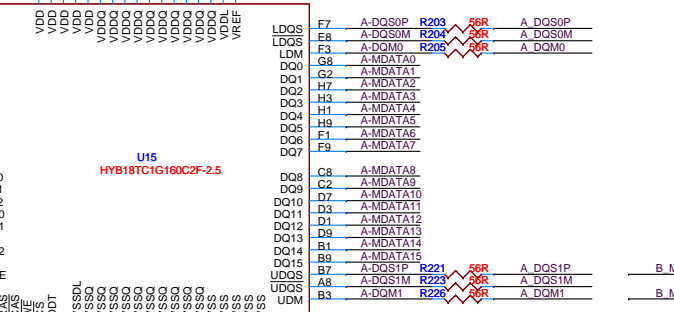 VDD VDD VDD VDD VDD VDDQ VDDQ VDDQ VDDQ VDDQ VDDQ VDDQ VDDQ VDDQ VDDL VREF
LDQS F7 A-DQS0P R203 56R A_DQS0P
LDQS E8 A-DQS0M R204 56R A_DQS0M
LDM F3 A-DQM0 R205 56R A_DQM0
DQ0 G8 A-MDATA0
DQ1 G2 A-MDATA1
DQ2 H7 A-MDATA2
DQ3 H3 A-MDATA3
DQ4 H1 A-MDATA4
DQ5 H9 A-MDATA5
DQ6 F1 A-MDATA6
DQ7 F9 A-MDATA7
U15
HYB18TC1G160C2F-2.5
DQ8 C8 A-MDATA8
DQ9 C2 A-MDATA9
DQ10 D7 A-MDATA10
DQ11 D3 A-MDATA11
DQ12 D1 A-MDATA12
DQ13 D9 A-MDATA13
DQ14 B1 A-MDATA14
DQ15 B9 A-MDATA15
UDQS B7 A-DQS1P R221 56R A_DQS1P B_M
UDQS A8 A-DQS1M R223 56R A_DQS1M
UDM B3 A-DQM1 R226 56R A_DQM1 B_M